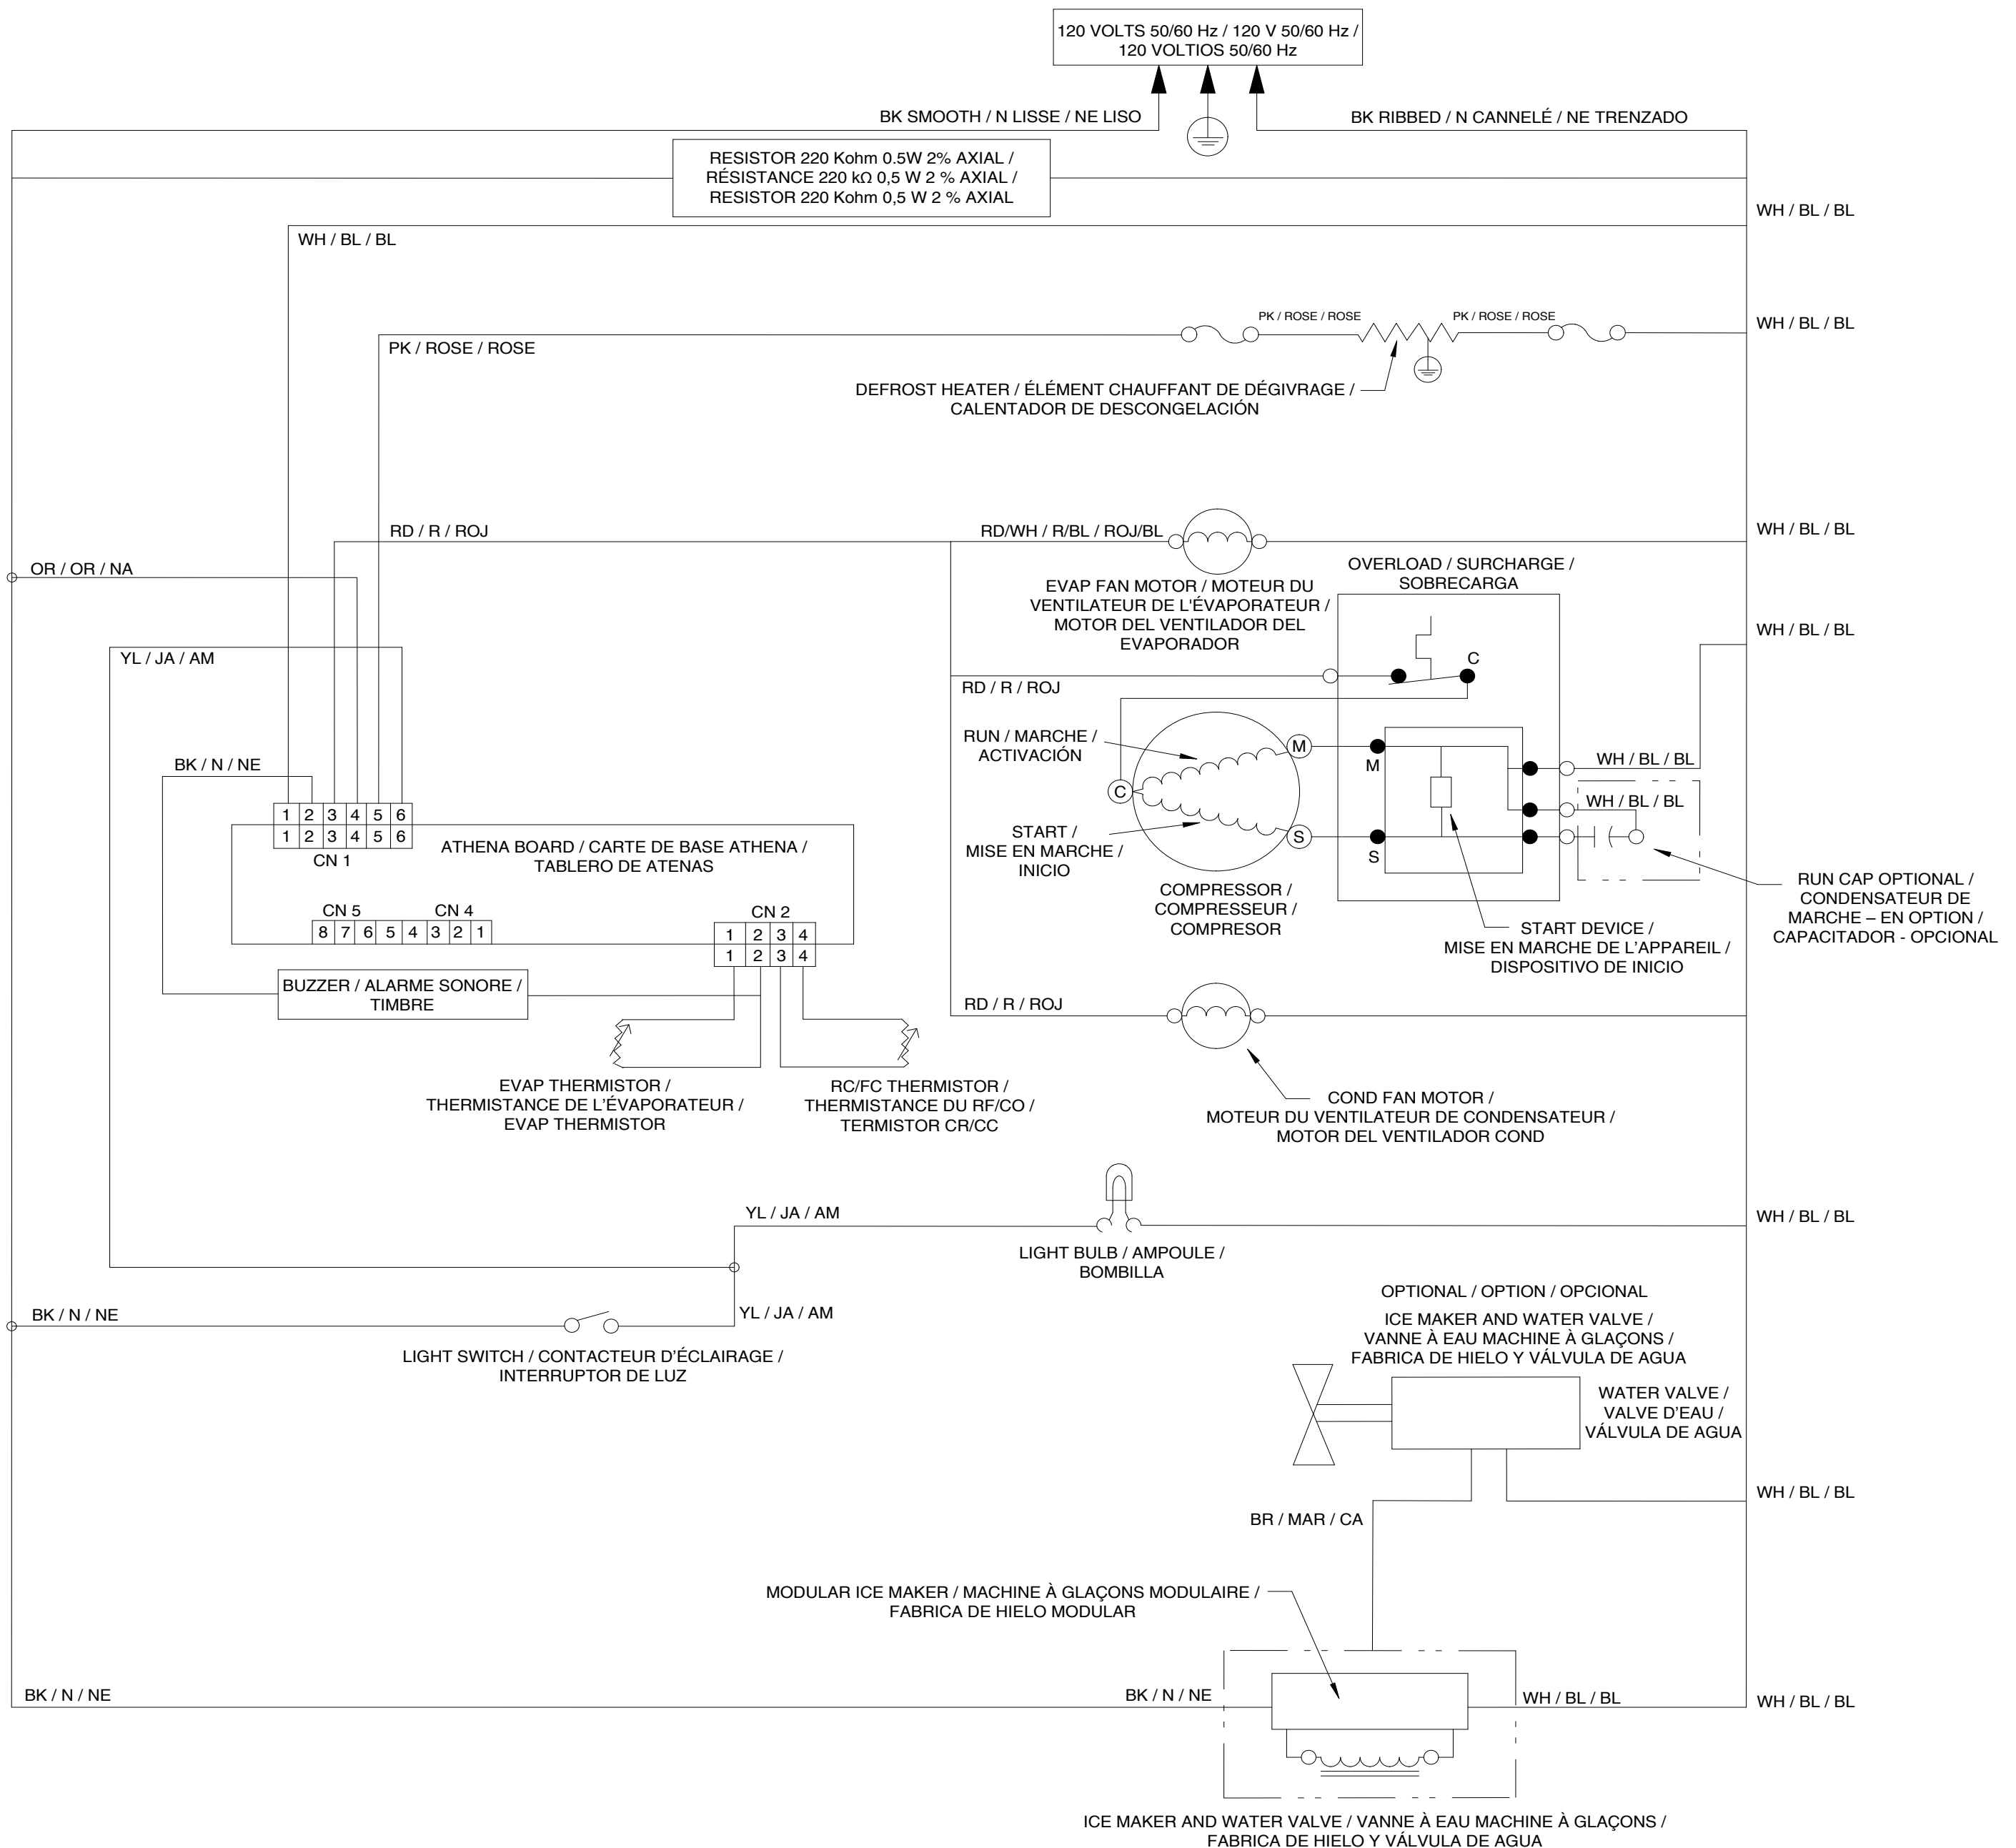 120 VOLTS 50/60 Hz / 120 V 50/60 Hz /
120 VOLTIOS 50/60 Hz
BK SMOOTH / N LISSE / NE LISO
BK RIBBED / N CANNELÉ / NE TRENZADO
RESISTOR 220 Kohm 0.5W 2% AXIAL /
RÉSISTANCE 220 kΩ 0,5 W 2 % AXIAL /
RESISTOR 220 Kohm 0,5 W 2 % AXIAL
WH / BL / BL
WH / BL / BL
PK / ROSE / ROSE
PK / ROSE / ROSE
WH / BL / BL
PK / ROSE / ROSE
DEFROST HEATER / ÉLÉMENT CHAUFFANT DE DÉGIVRAGE /
CALENTADOR DE DESCONGELACIÓN
RD / R / ROJ
RD/WH / R/BL / ROJ/BL
WH / BL / BL
OR / OR / NA
EVAP FAN MOTOR / MOTEUR DU
VENTILATEUR DE L'ÉVAPORATEUR /
MOTOR DEL VENTILADOR DEL
EVAPORADOR
OVERLOAD / SURCHARGE /
SOBRECARGA
WH / BL / BL
YL / JA / AM
C
RD / R / ROJ
RUN / MARCHE /
ACTIVACIÓN
M
M
WH / BL / BL
BK / N / NE
C
WH / BL / BL
1 2 3 4 5 6
1 2 3 4 5 6
CN 1
ATHENA BOARD / CARTE DE BASE ATHENA /
TABLERO DE ATENAS
START /
MISE EN MARCHE /
INICIO
S
S
COMPRESSOR /
COMPRESSEUR /
COMPRESOR
RUN CAP OPTIONAL /
CONDENSATEUR DE
MARCHE – EN OPTION /
CAPACITADOR - OPCIONAL
START DEVICE /
MISE EN MARCHE DE L’APPAREIL /
DISPOSITIVO DE INICIO
CN 5 CN 4
8 7 6 5 4 3 2 1
CN 2
1 2 3 4
1 2 3 4
BUZZER / ALARME SONORE /
TIMBRE
RD / R / ROJ
EVAP THERMISTOR /
THERMISTANCE DE L’ÉVAPORATEUR /
EVAP THERMISTOR
RC/FC THERMISTOR /
THERMISTANCE DU RF/CO /
TERMISTOR CR/CC
COND FAN MOTOR /
MOTEUR DU VENTILATEUR DE CONDENSATEUR /
MOTOR DEL VENTILADOR COND
YL / JA / AM
WH / BL / BL
LIGHT BULB / AMPOULE /
BOMBILLA
BK / N / NE
YL / JA / AM
LIGHT SWITCH / CONTACTEUR D’ÉCLAIRAGE /
INTERRUPTOR DE LUZ
OPTIONAL / OPTION / OPCIONAL
ICE MAKER AND WATER VALVE /
VANNE À EAU MACHINE À GLAÇONS /
FABRICA DE HIELO Y VÁLVULA DE AGUA
WATER VALVE /
VALVE D’EAU /
VÁLVULA DE AGUA
WH / BL / BL
BR / MAR / CA
MODULAR ICE MAKER / MACHINE À GLAÇONS MODULAIRE /
FABRICA DE HIELO MODULAR
BK / N / NE
BK / N / NE
WH / BL / BL
WH / BL / BL
ICE MAKER AND WATER VALVE / VANNE À EAU MACHINE À GLAÇONS /
FABRICA DE HIELO Y VÁLVULA DE AGUA